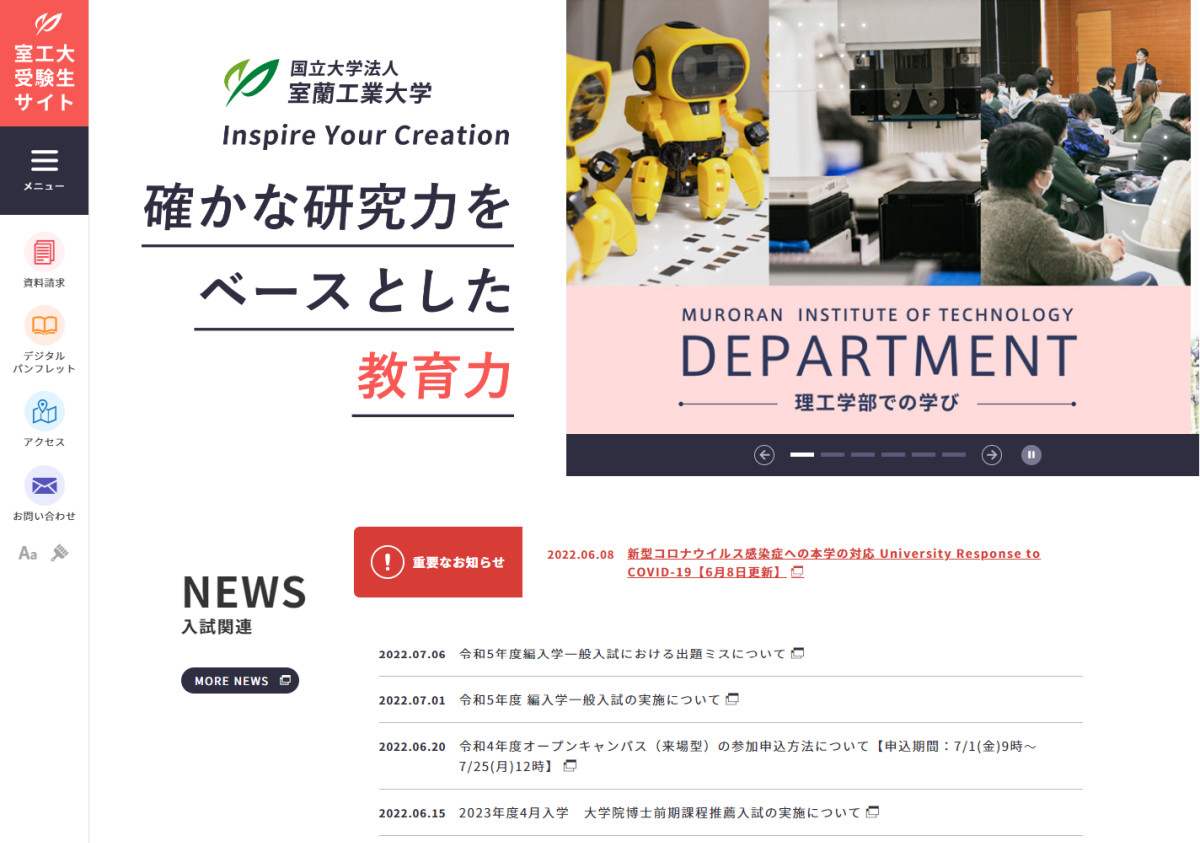 室工大
受験生
サイト
メニュー
資料請求
デジタル
パンフレット
アクセス
お問い合わせ
Aa
国立大学法人
室蘭工業大学
Inspire Your Creation
確かな研究力を
ベースとした
教育力
MURORAN INSTITUTE OF TECHNOLOGY
DEPARTMENT
理工学部での学び
重要なお知らせ
2022.06.08 新型コロナウイルス感染症への本学の対応 University Response to
COVID-19【6月8日更新】
NEWS
入試関連
MORE NEWS
2022.07.06 令和5年度編入学一般入試における出題ミスについて
2022.07.01 令和5年度 編入学一般入試の実施について
2022.06.20 令和4年度オープンキャンパス（来場型）の参加申込方法について【申込期間：7/1(金)9時〜
7/25(月)12時】
2022.06.15 2023年度4月入学　大学院博士前期課程推薦入試の実施について